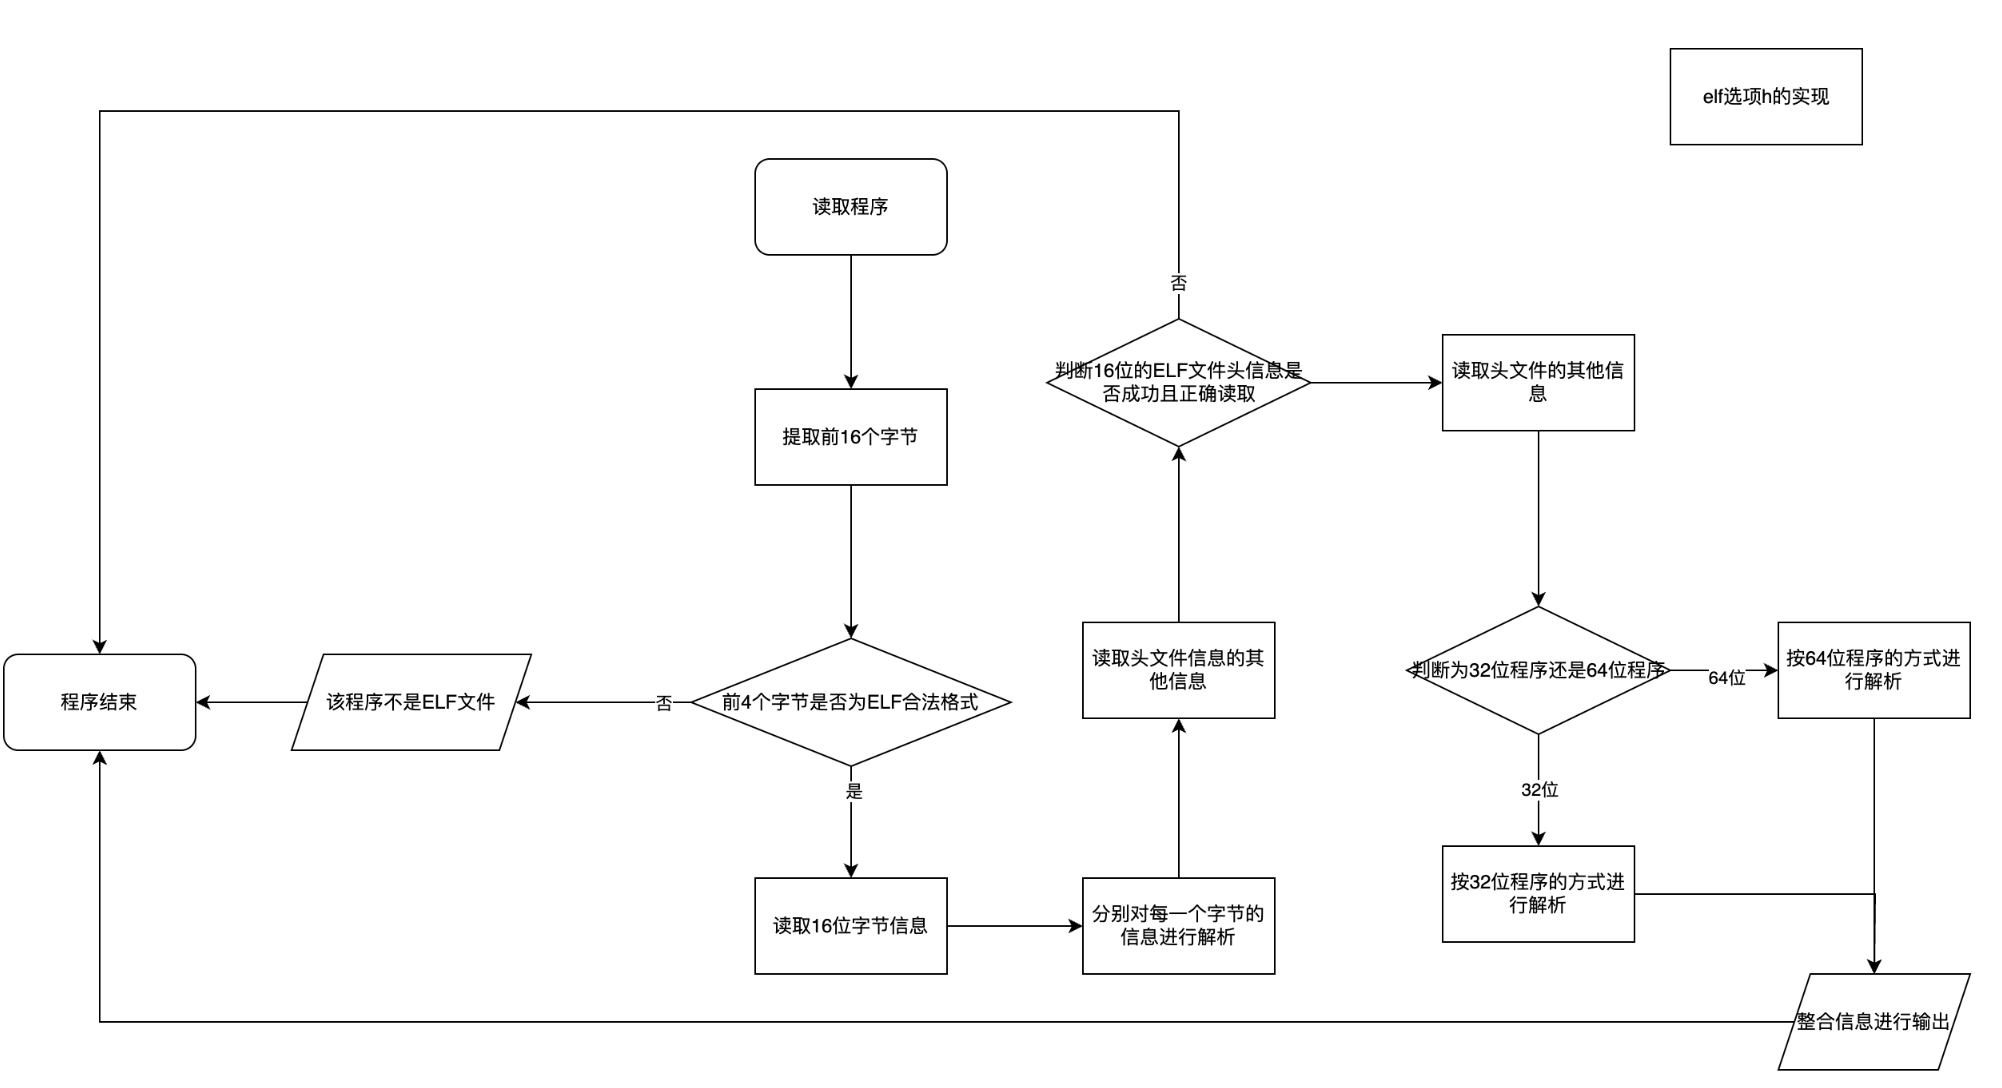 elf选项h的实现
读取程序
否
判断16位的ELF文件头信息是
否成功且正确读取
读取头文件的其他信
息
提取前16个字节
程序结束
该程序不是ELF文件
否
前4个字节是否为ELF合法格式
读取头文件信息的其
他信息
判断为32位程序还是64位程序
64位
按64位程序的方式进
行解析
是
32位
读取16位字节信息
分别对每一个字节的
信息进行解析
按32位程序的方式进
行解析
整合信息进行输出